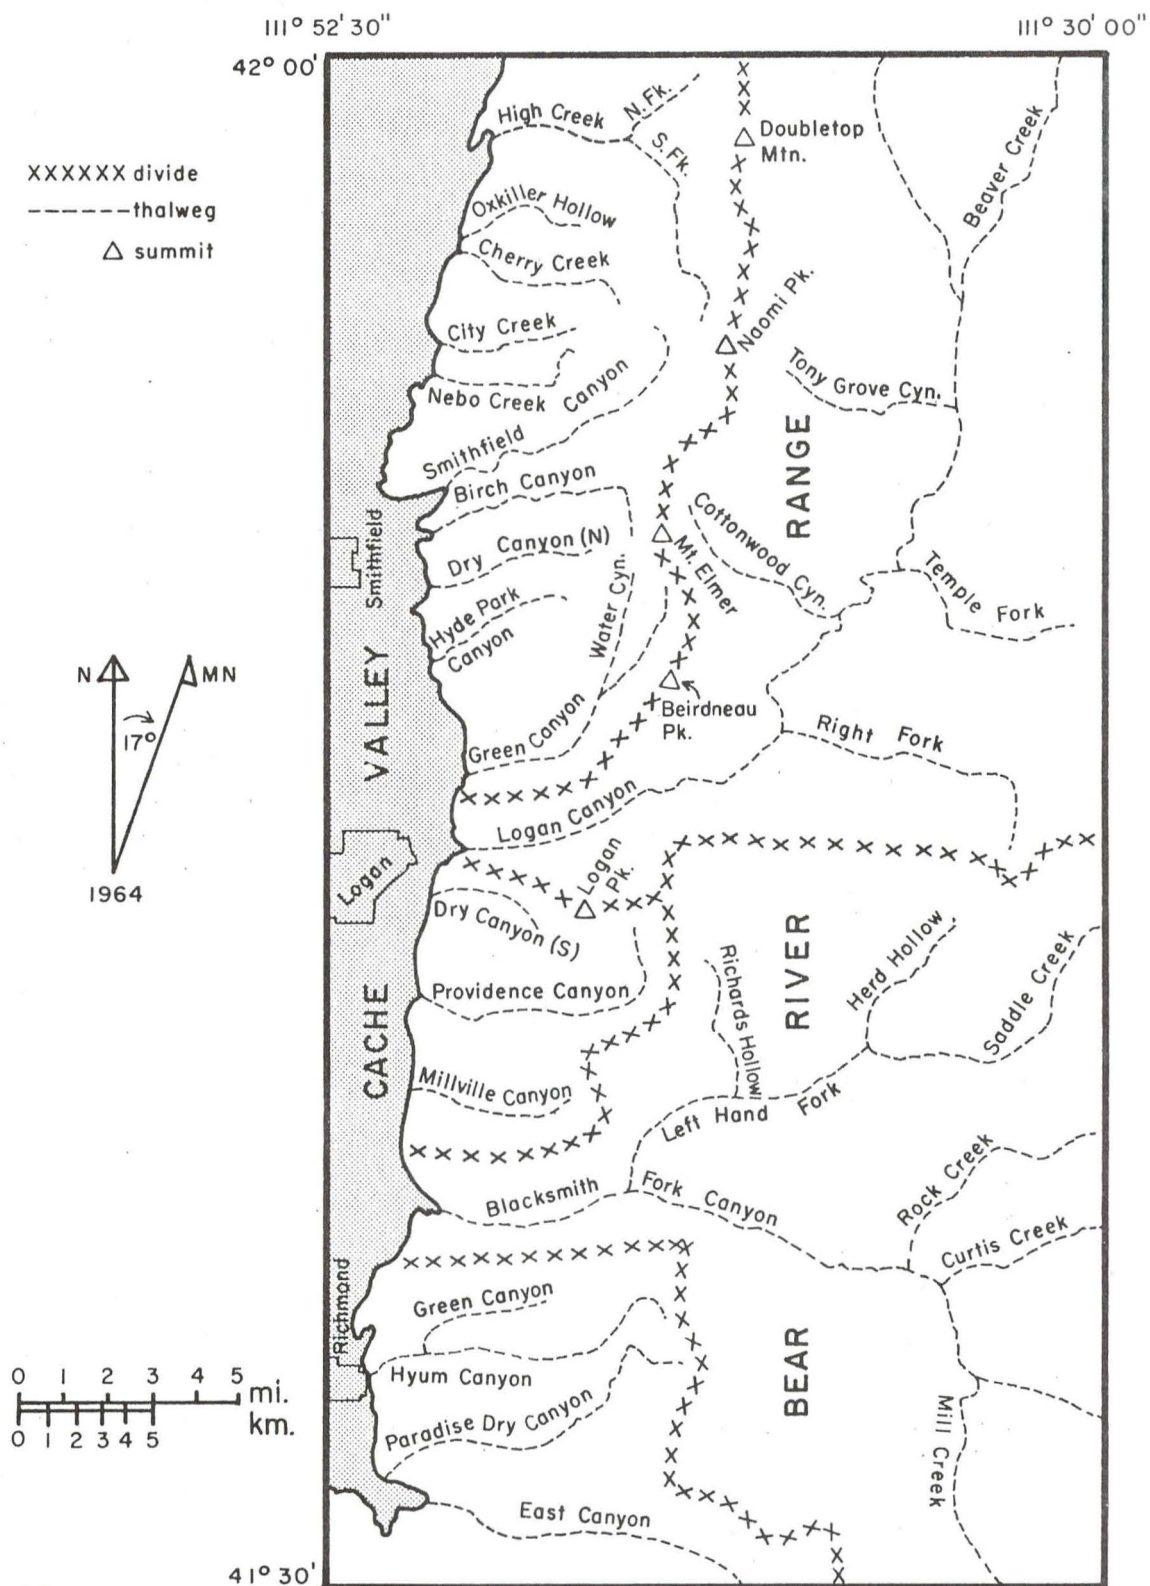 111° 52' 30"
111° 30' 00"
42° 00'
XXXXXX divide
------thalweg
△ summit
High Creek
N. Fk.
S. Fk.
Doubletop
Mtn.
Beaver Creek
Oxkiller Hollow
Cherry Creek
City Creek
Naomi Pk.
Tony Grove Cyn.
Nebo Creek
Smithfield Canyon
Birch Canyon
RANGE
Cottonwood Cyn.
Smithfield
Dry Canyon (N)
Mt. Elmer
Temple Fork
Hyde Park
Canyon
Water Cyn.
N
MN
17°
1964
VALLEY
Beirdneau
Pk.
Green Canyon
Right Fork
Logan Canyon
Logan
Logan
Pk.
Dry Canyon (S)
RIVER
Richards Hollow
Herd Hollow
Saddle Creek
Providence Canyon
CACHE
Millville Canyon
Left Hand Fork
Blacksmith Fork Canyon
Rock Creek
Curtis Creek
Richmond
Green Canyon
BEAR
Hyum Canyon
Paradise Dry Canyon
Mill Creek
East Canyon
0 1 2 3 4 5 mi.
km.
0 1 2 3 4 5
41° 30'